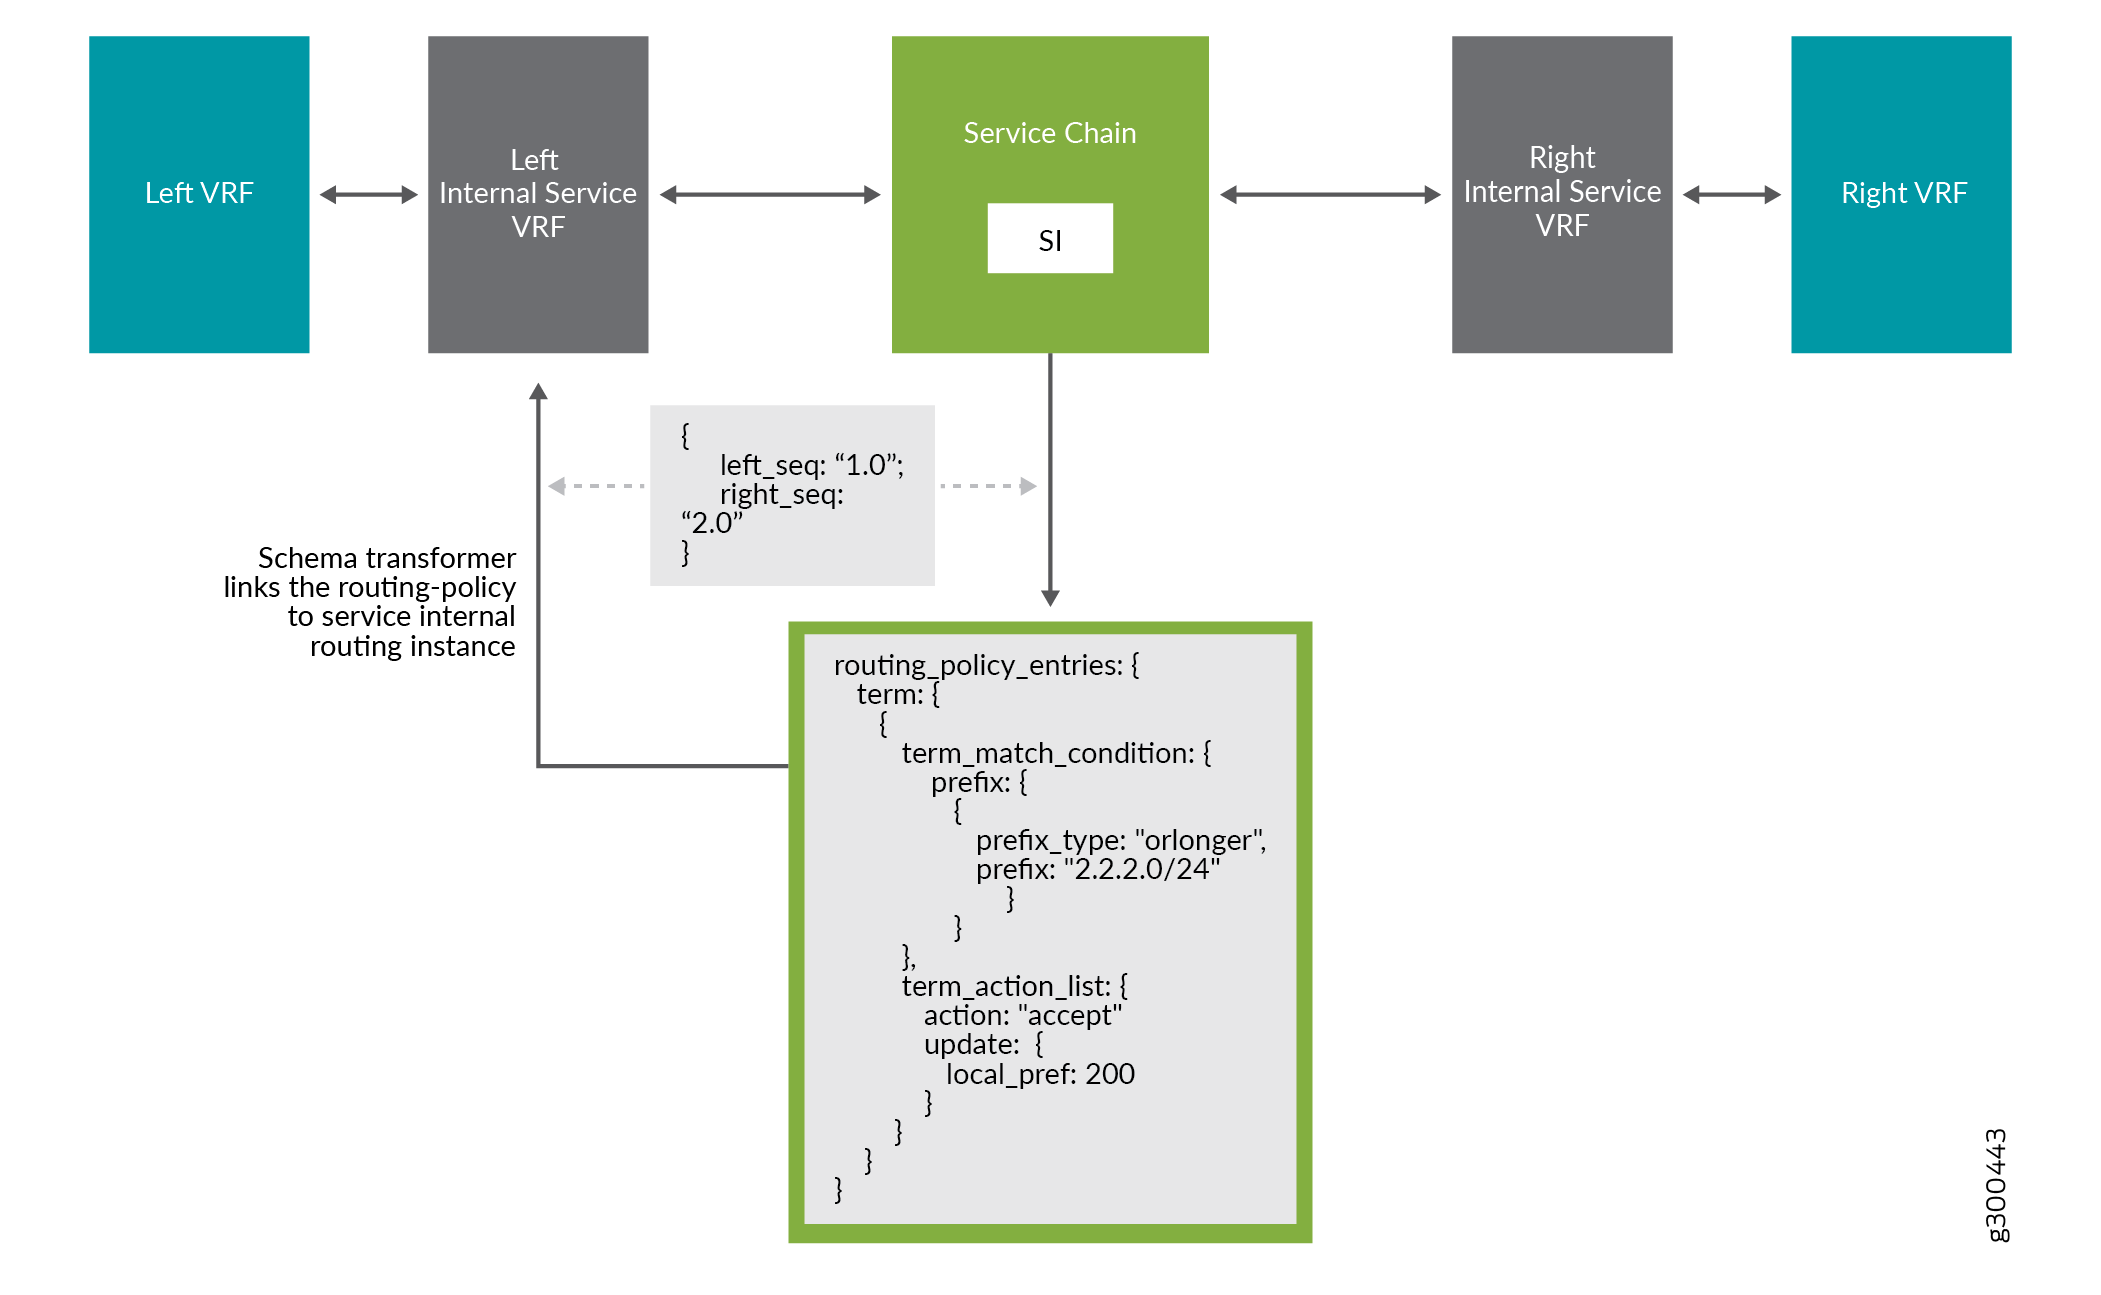 Left VRF
Left
Internal Service
VRF
Service Chain
SI
Right
Internal Service
VRF
Right VRF
{
left_seq: “1.0”;
right_seq:
“2.0”
}
Schema transformer
links the routing-policy
to service internal
routing instance
routing_policy_entries: {
term: {
{
term_match_condition: {
prefix: {
{
prefix_type: "orlonger",
prefix: "2.2.2.0/24"
}
}
},
term_action_list: {
action: "accept"
update: {
local_pref: 200
}
}
}
}
g300443